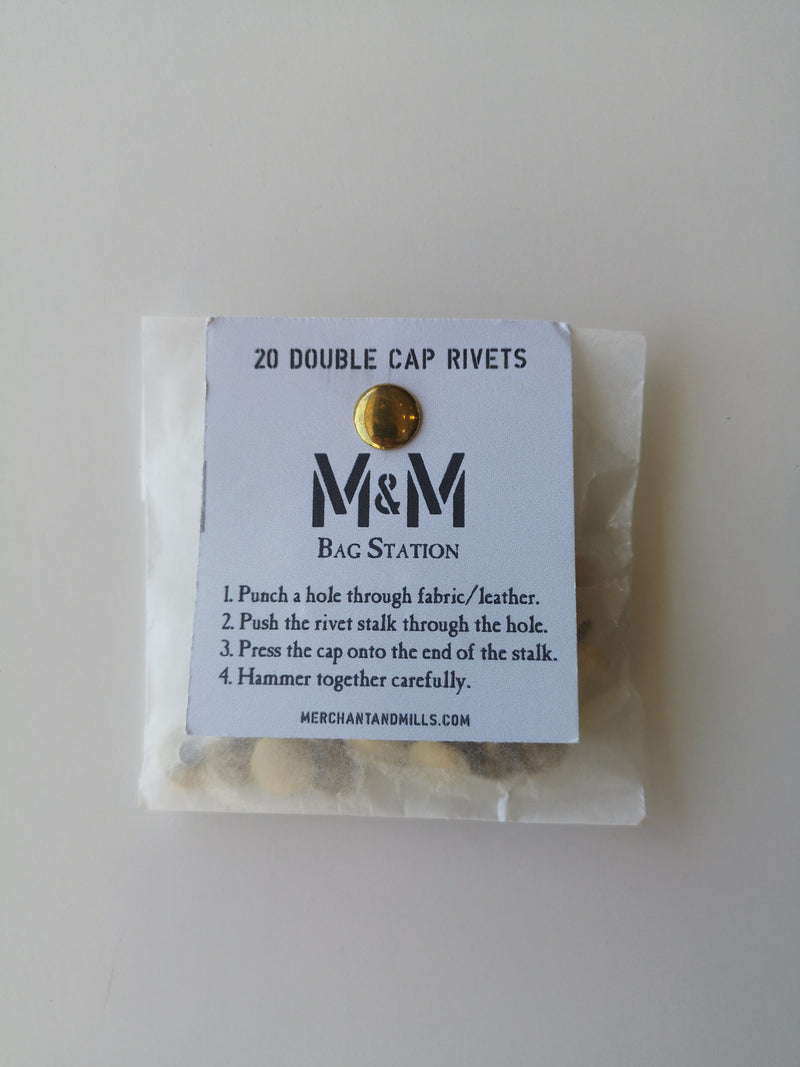 20 DOUBLE CAP RIVETS
M&M
BAG STATION
1. Punch a hole through fabric/leather.
2. Push the rivet stalk through the hole.
3. Press the cap onto the end of the stalk.
4. Hammer together carefully.
MERCHANTANDMILLS.COM